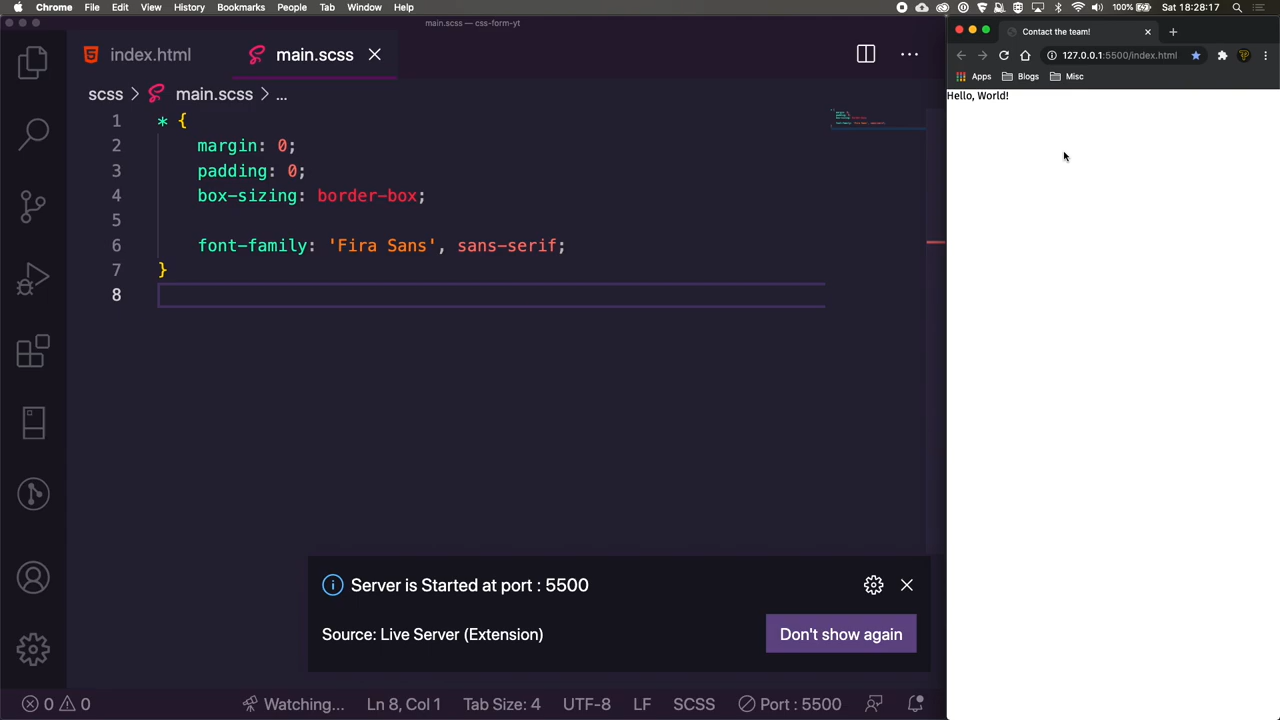 Chrome File Edit View History Bookmarks People Tab Window Help 100% Sat 18:28:17
main.scss — css-form-yt
index.html main.scss
scss > main.scss > ...
1 * {
2 margin: 0;
3 padding: 0;
4 box-sizing: border-box;
5
6 font-family: 'Fira Sans', sans-serif;
7 }
8
Server is Started at port : 5500
Source: Live Server (Extension)
Don't show again
0 0 Watching... Ln 8, Col 1 Tab Size: 4 UTF-8 LF SCSS Port : 5500
Contact the team!
127.0.0.1:5500/index.html
Apps Blogs Misc
Hello, World!